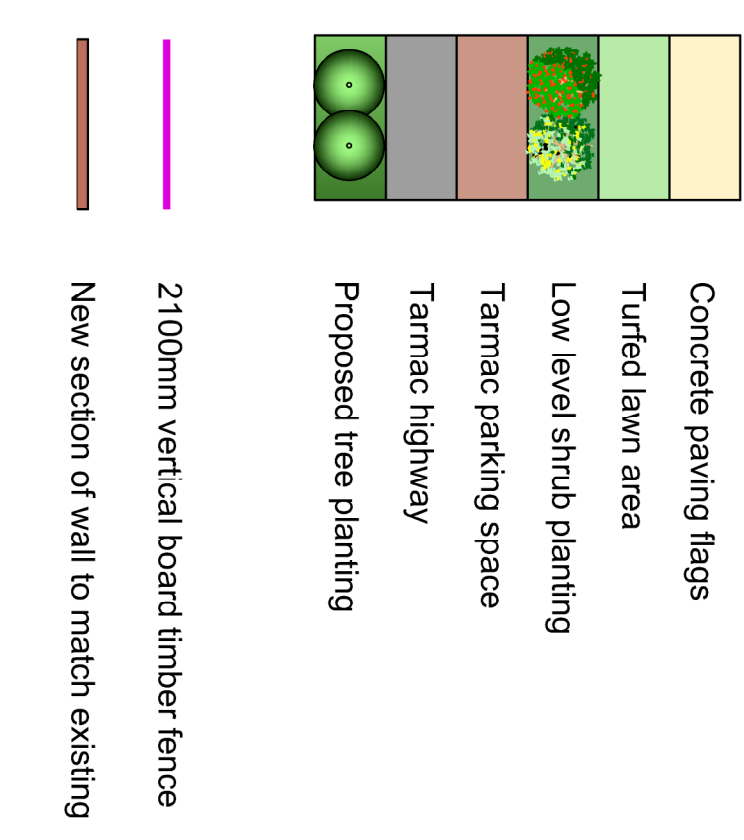 Concrete paving flags
Turfed lawn area
Low level shrub planting
Tarmac parking space
Tarmac highway
Proposed tree planting
2100mm vertical board timber fence
New section of wall to match existing